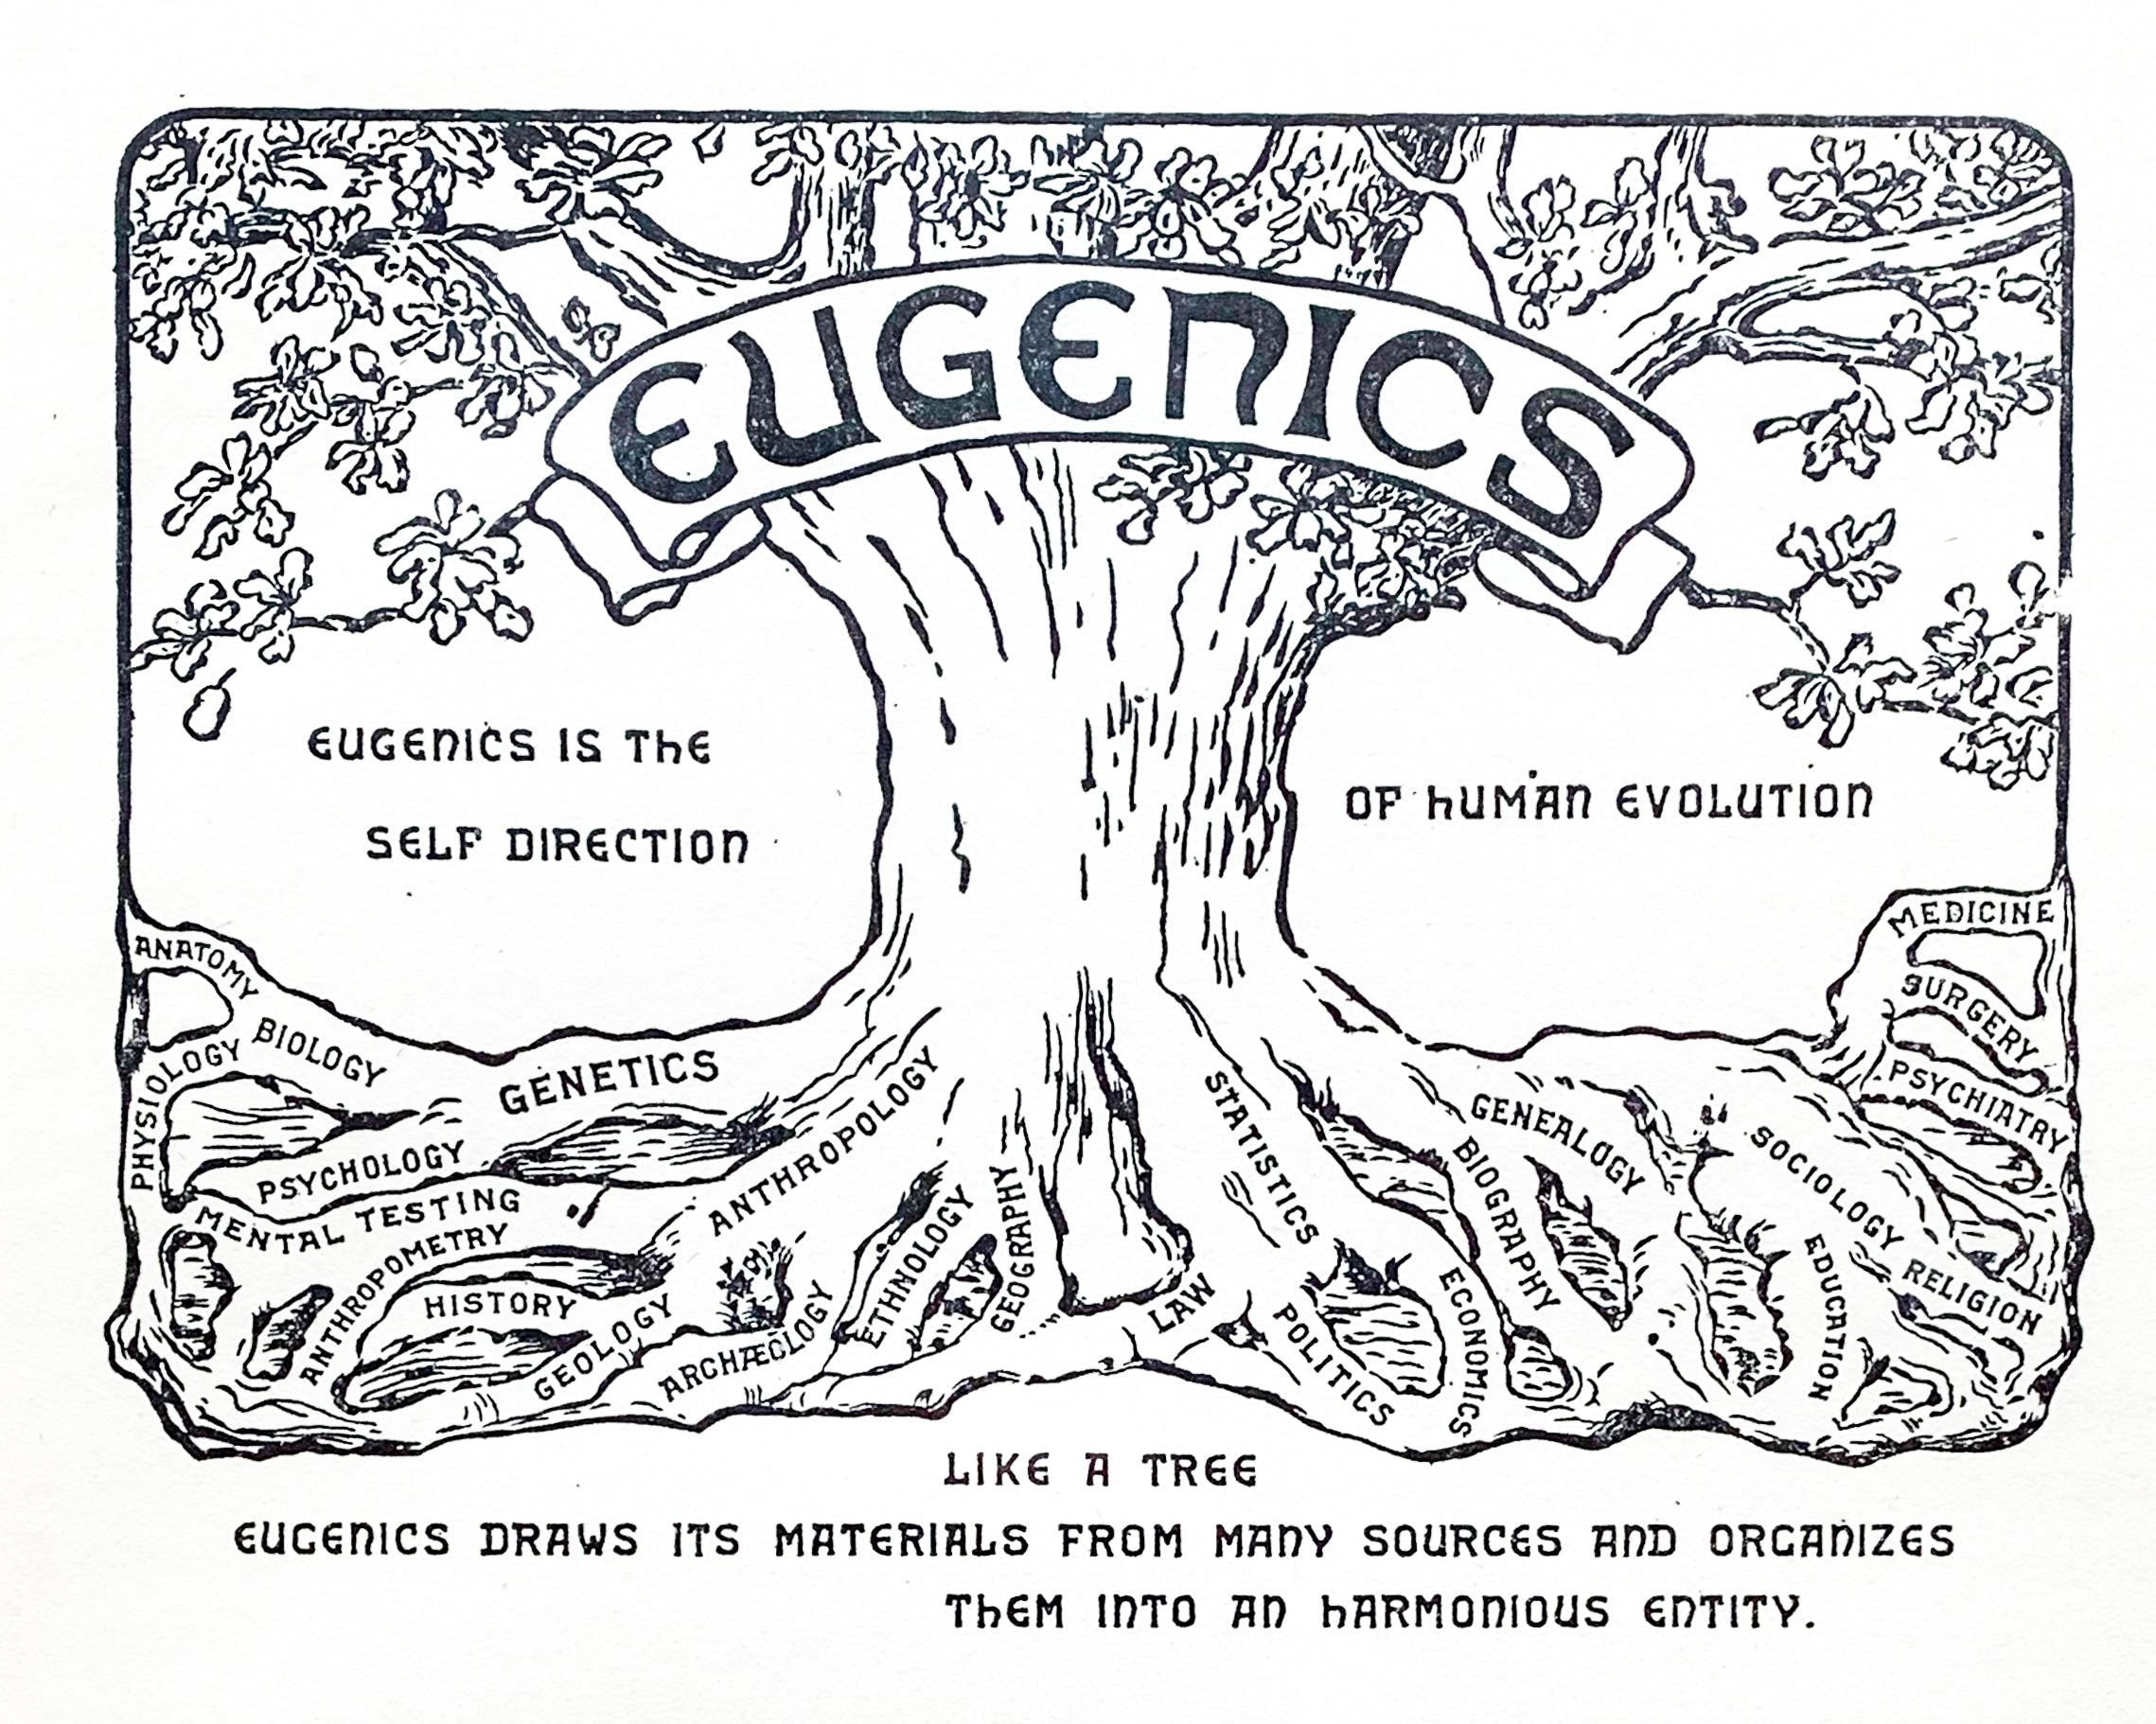 EUGENICS
EUGENICS IS THE
SELF DIRECTION
OF HUMAN EVOLUTION
ANATOMY
BIOLOGY
PHYSIOLOGY
GENETICS
PSYCHOLOGY
MENTAL TESTING
ANTHROPOMETRY
ANTHROPOLOGY
HISTORY
GEOLOGY
ARCHÆOLOGY
ETHNOLOGY
GEOGRAPHY
LAW
STATISTICS
POLITICS
ECONOMICS
BIOGRAPHY
GENEALOGY
SOCIOLOGY
EDUCATION
RELIGION
PSYCHIATRY
SURGERY
MEDICINE
LIKE A TREE
EUGENICS DRAWS ITS MATERIALS FROM MANY SOURCES AND ORGANIZES
THEM INTO AN HARMONIOUS ENTITY.